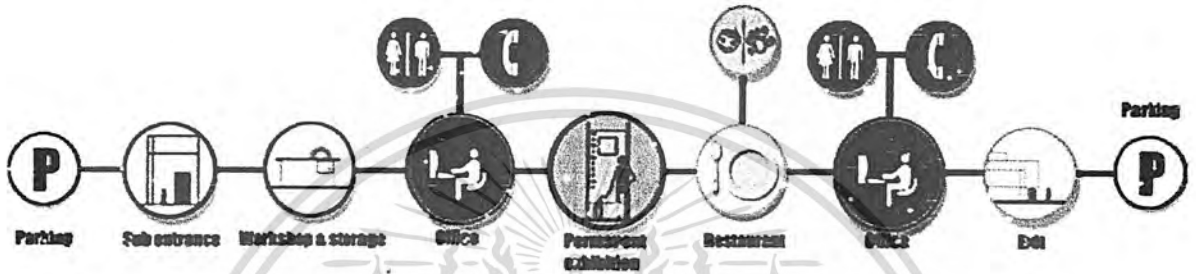 Parking
P
P
Parking
Sub entrance
Workshop & storage
Office
Permanent
exhibition
Restaurant
Office
Exit